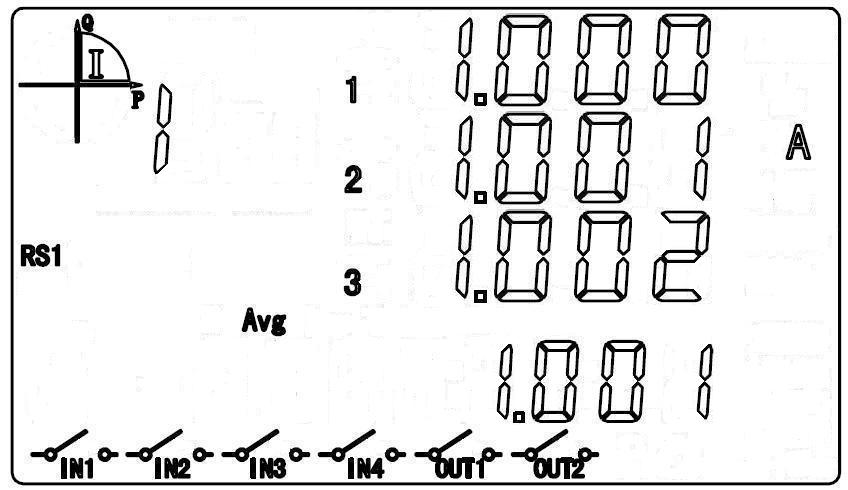 Q
I
P
1
1 1.000
2 1.001
A
3 1.002
RS1
Avg 1.001
IN1 IN2 IN3 IN4 OUT1 OUT2